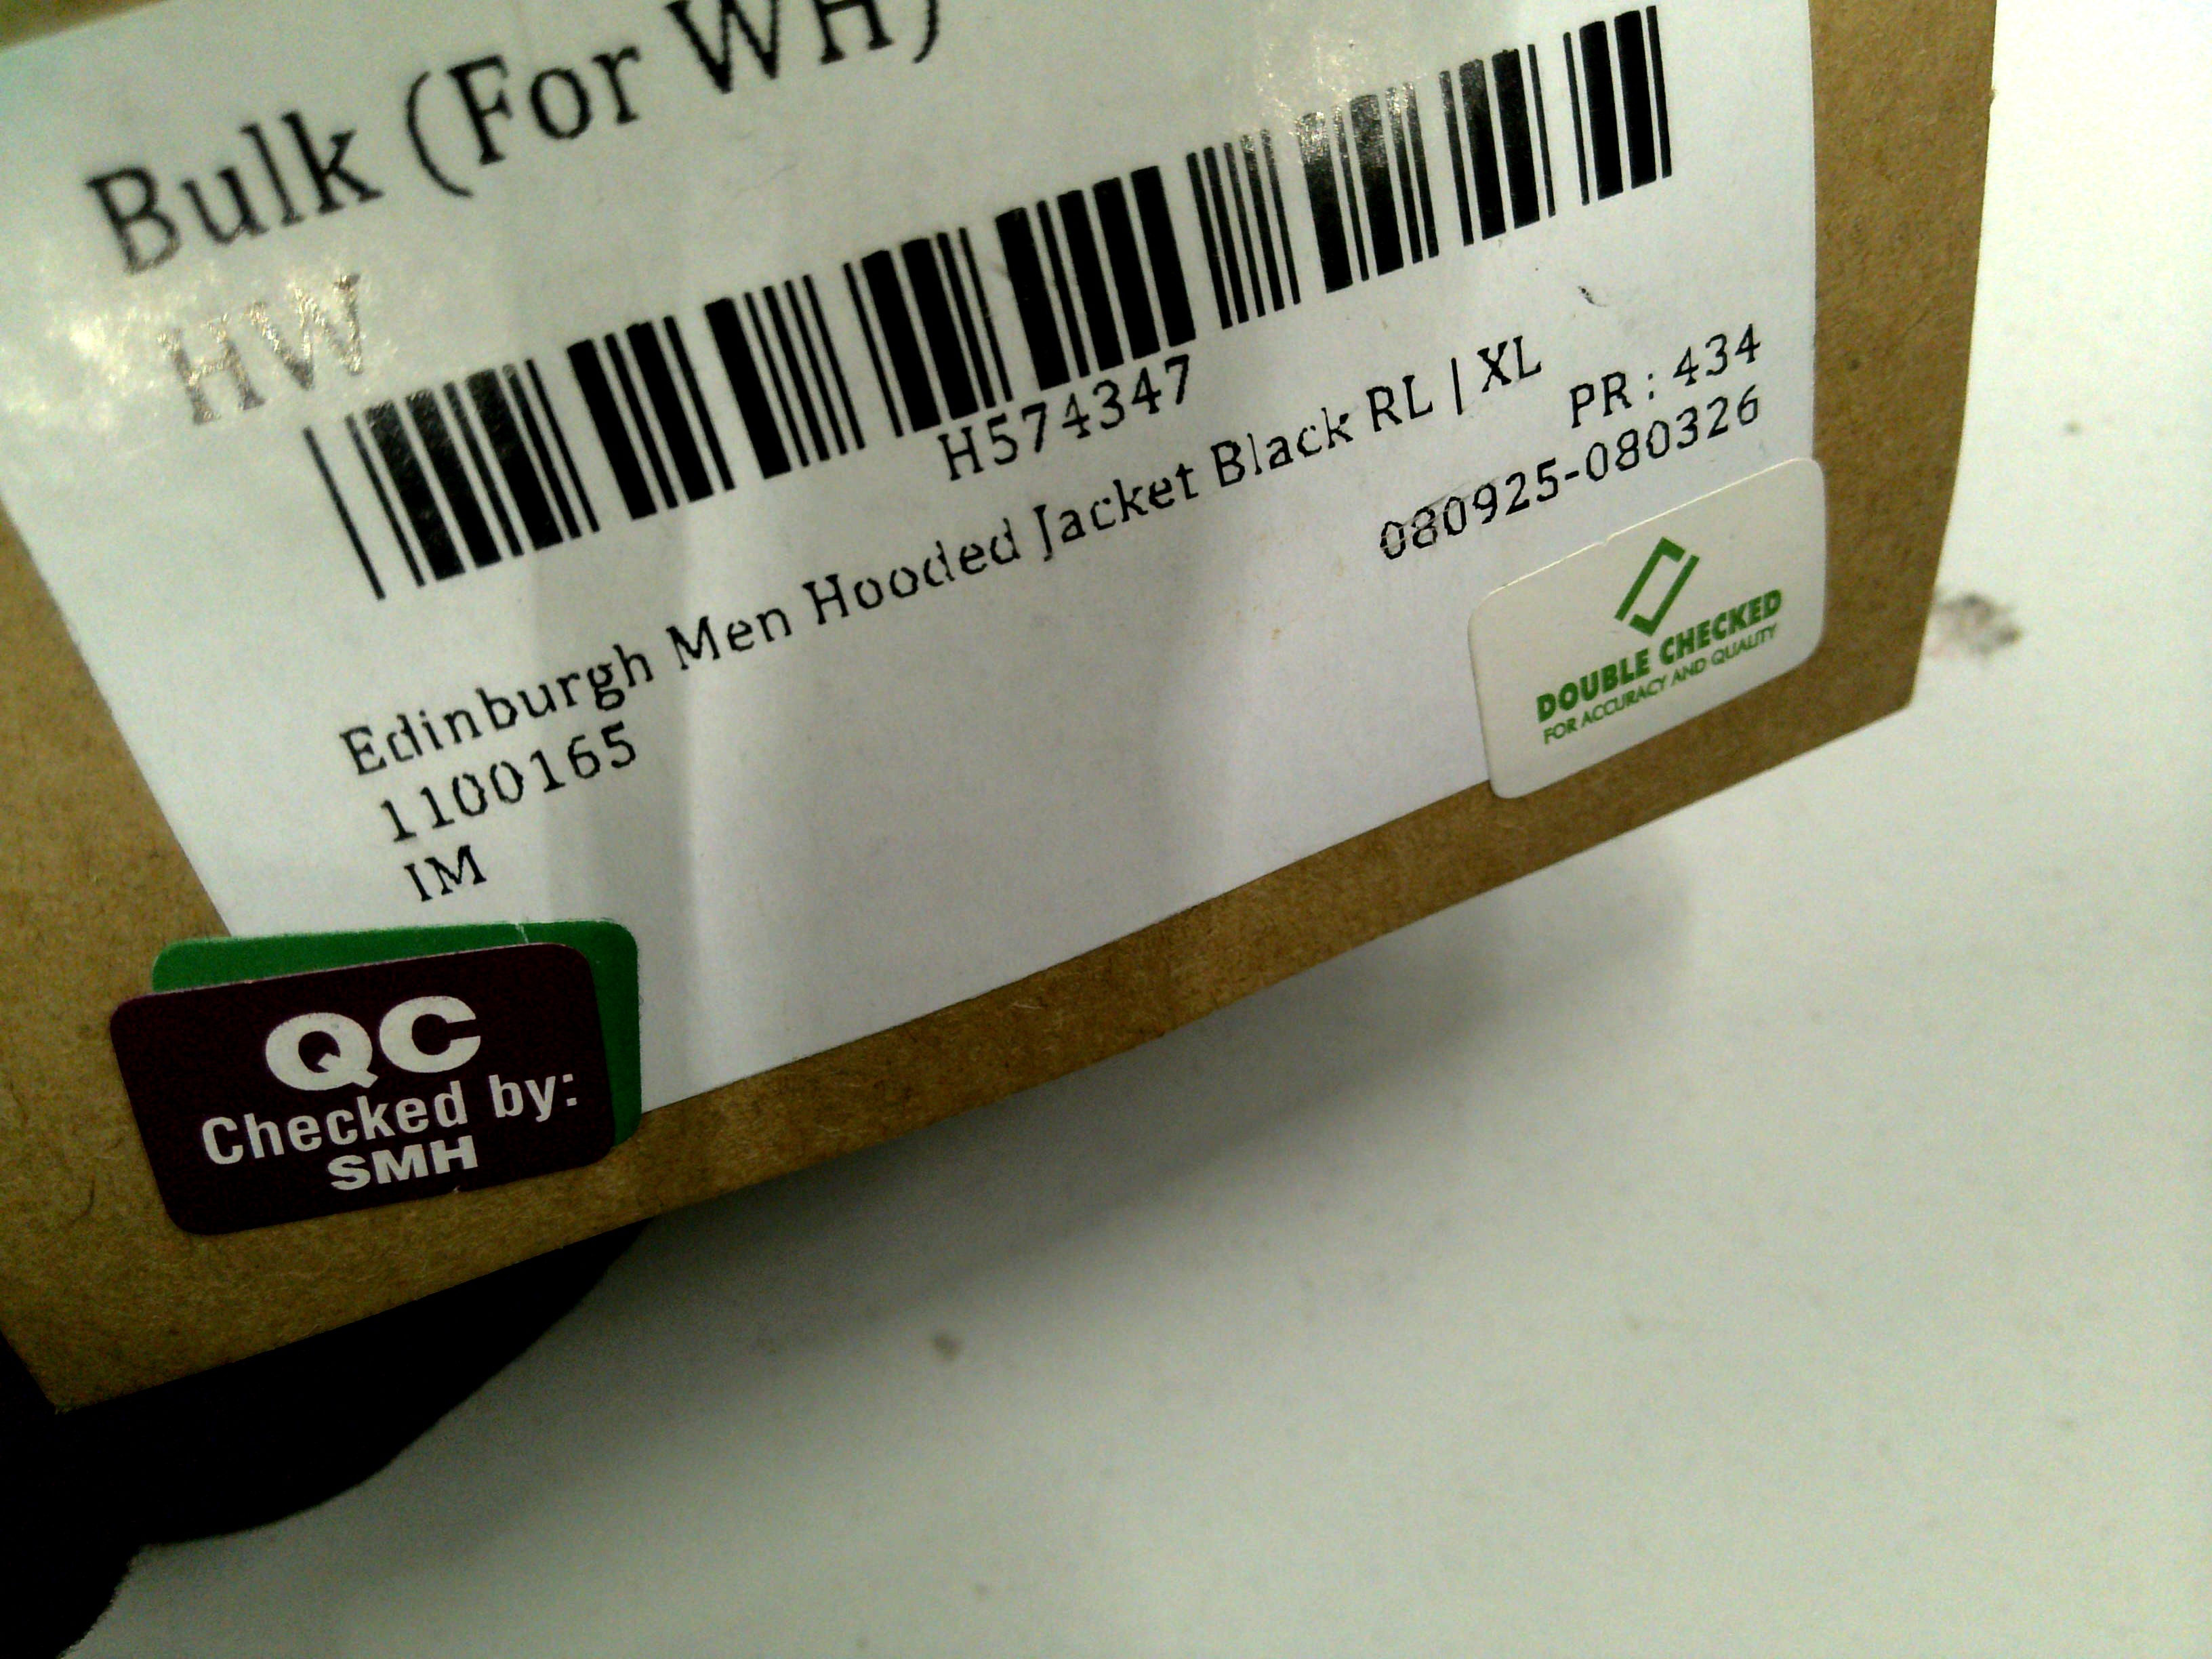 Bulk (For WH)
HW
H574347
Edinburgh Men Hooded Jacket Black RL | XL
PR : 434
1100165
080925-080326
IM
DOUBLE CHECKED
FOR ACCURACY AND QUALITY
QC
Checked by:
SMH